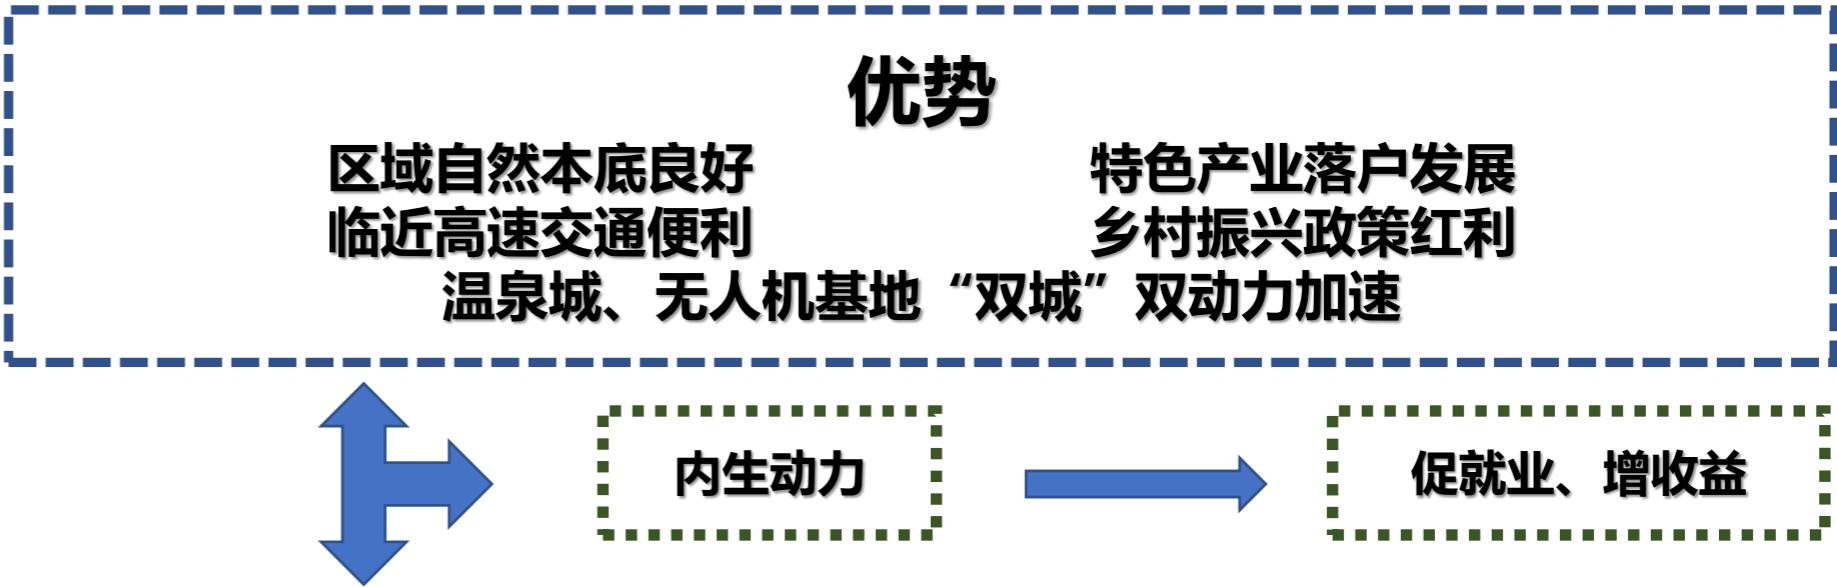 优势
区域自然本底良好 特色产业落户发展
临近高速交通便利 乡村振兴政策红利
温泉城、无人机基地“双城”双动力加速
内生动力 促就业、增收益